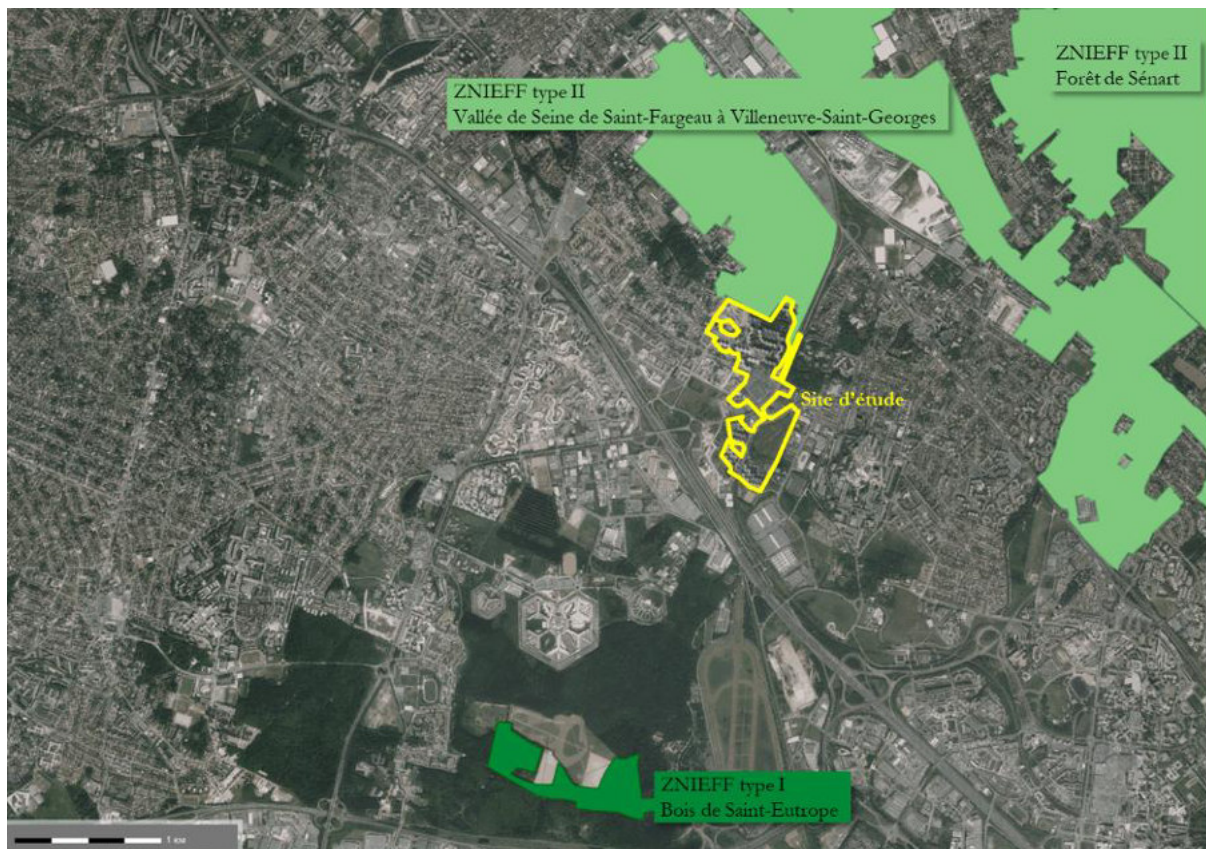 ZNIEFF type II
Forêt de Sénart
ZNIEFF type II
Vallée de Seine de Saint-Fargeau à Villeneuve-Saint-Georges
Site d'étude
ZNIEFF type I
Bois de Saint-Eutrope
1 KM